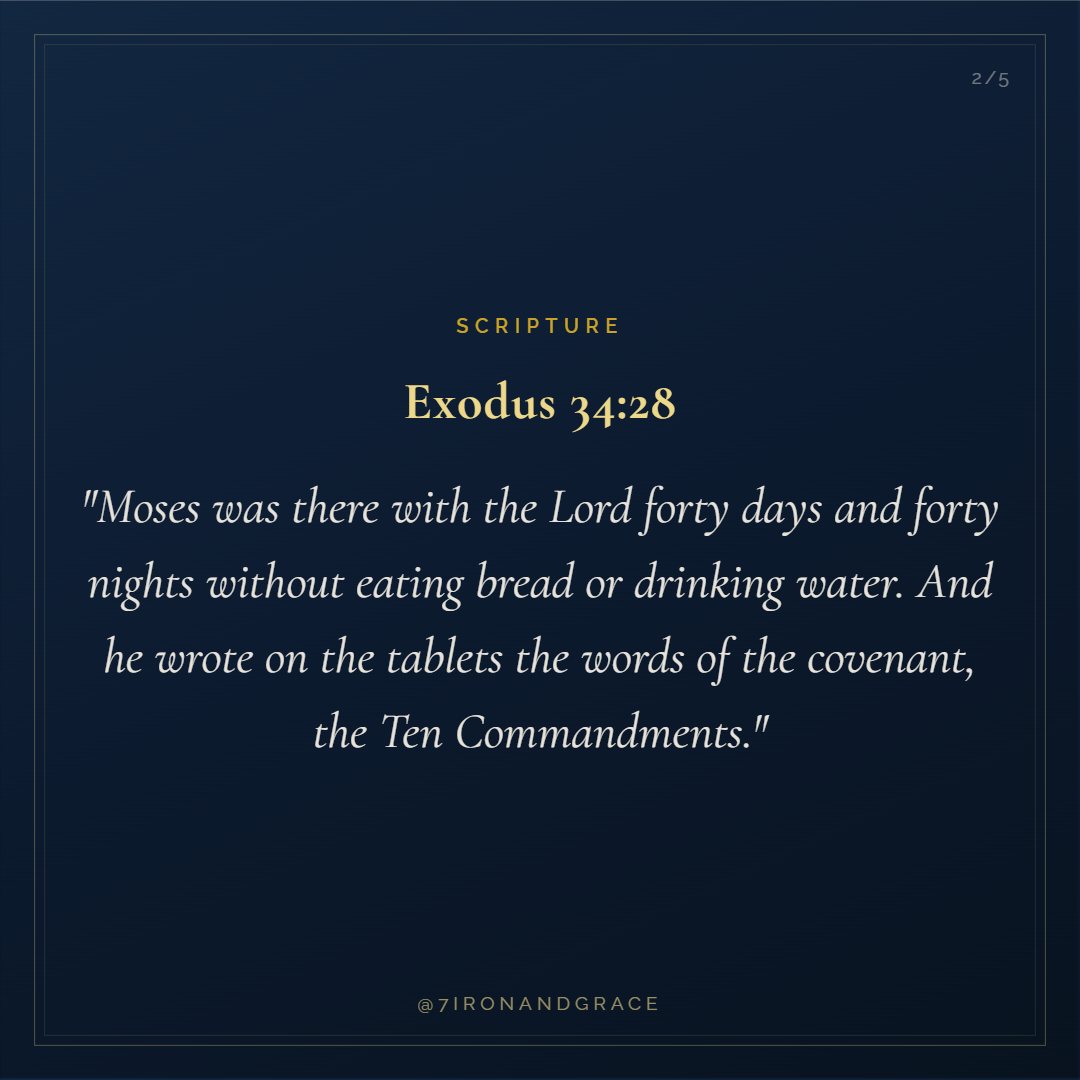 2/5
SCRIPTURE
Exodus 34:28
"Moses was there with the Lord forty days and forty
nights without eating bread or drinking water. And
he wrote on the tablets the words of the covenant,
the Ten Commandments."
@7IRONANDGRACE